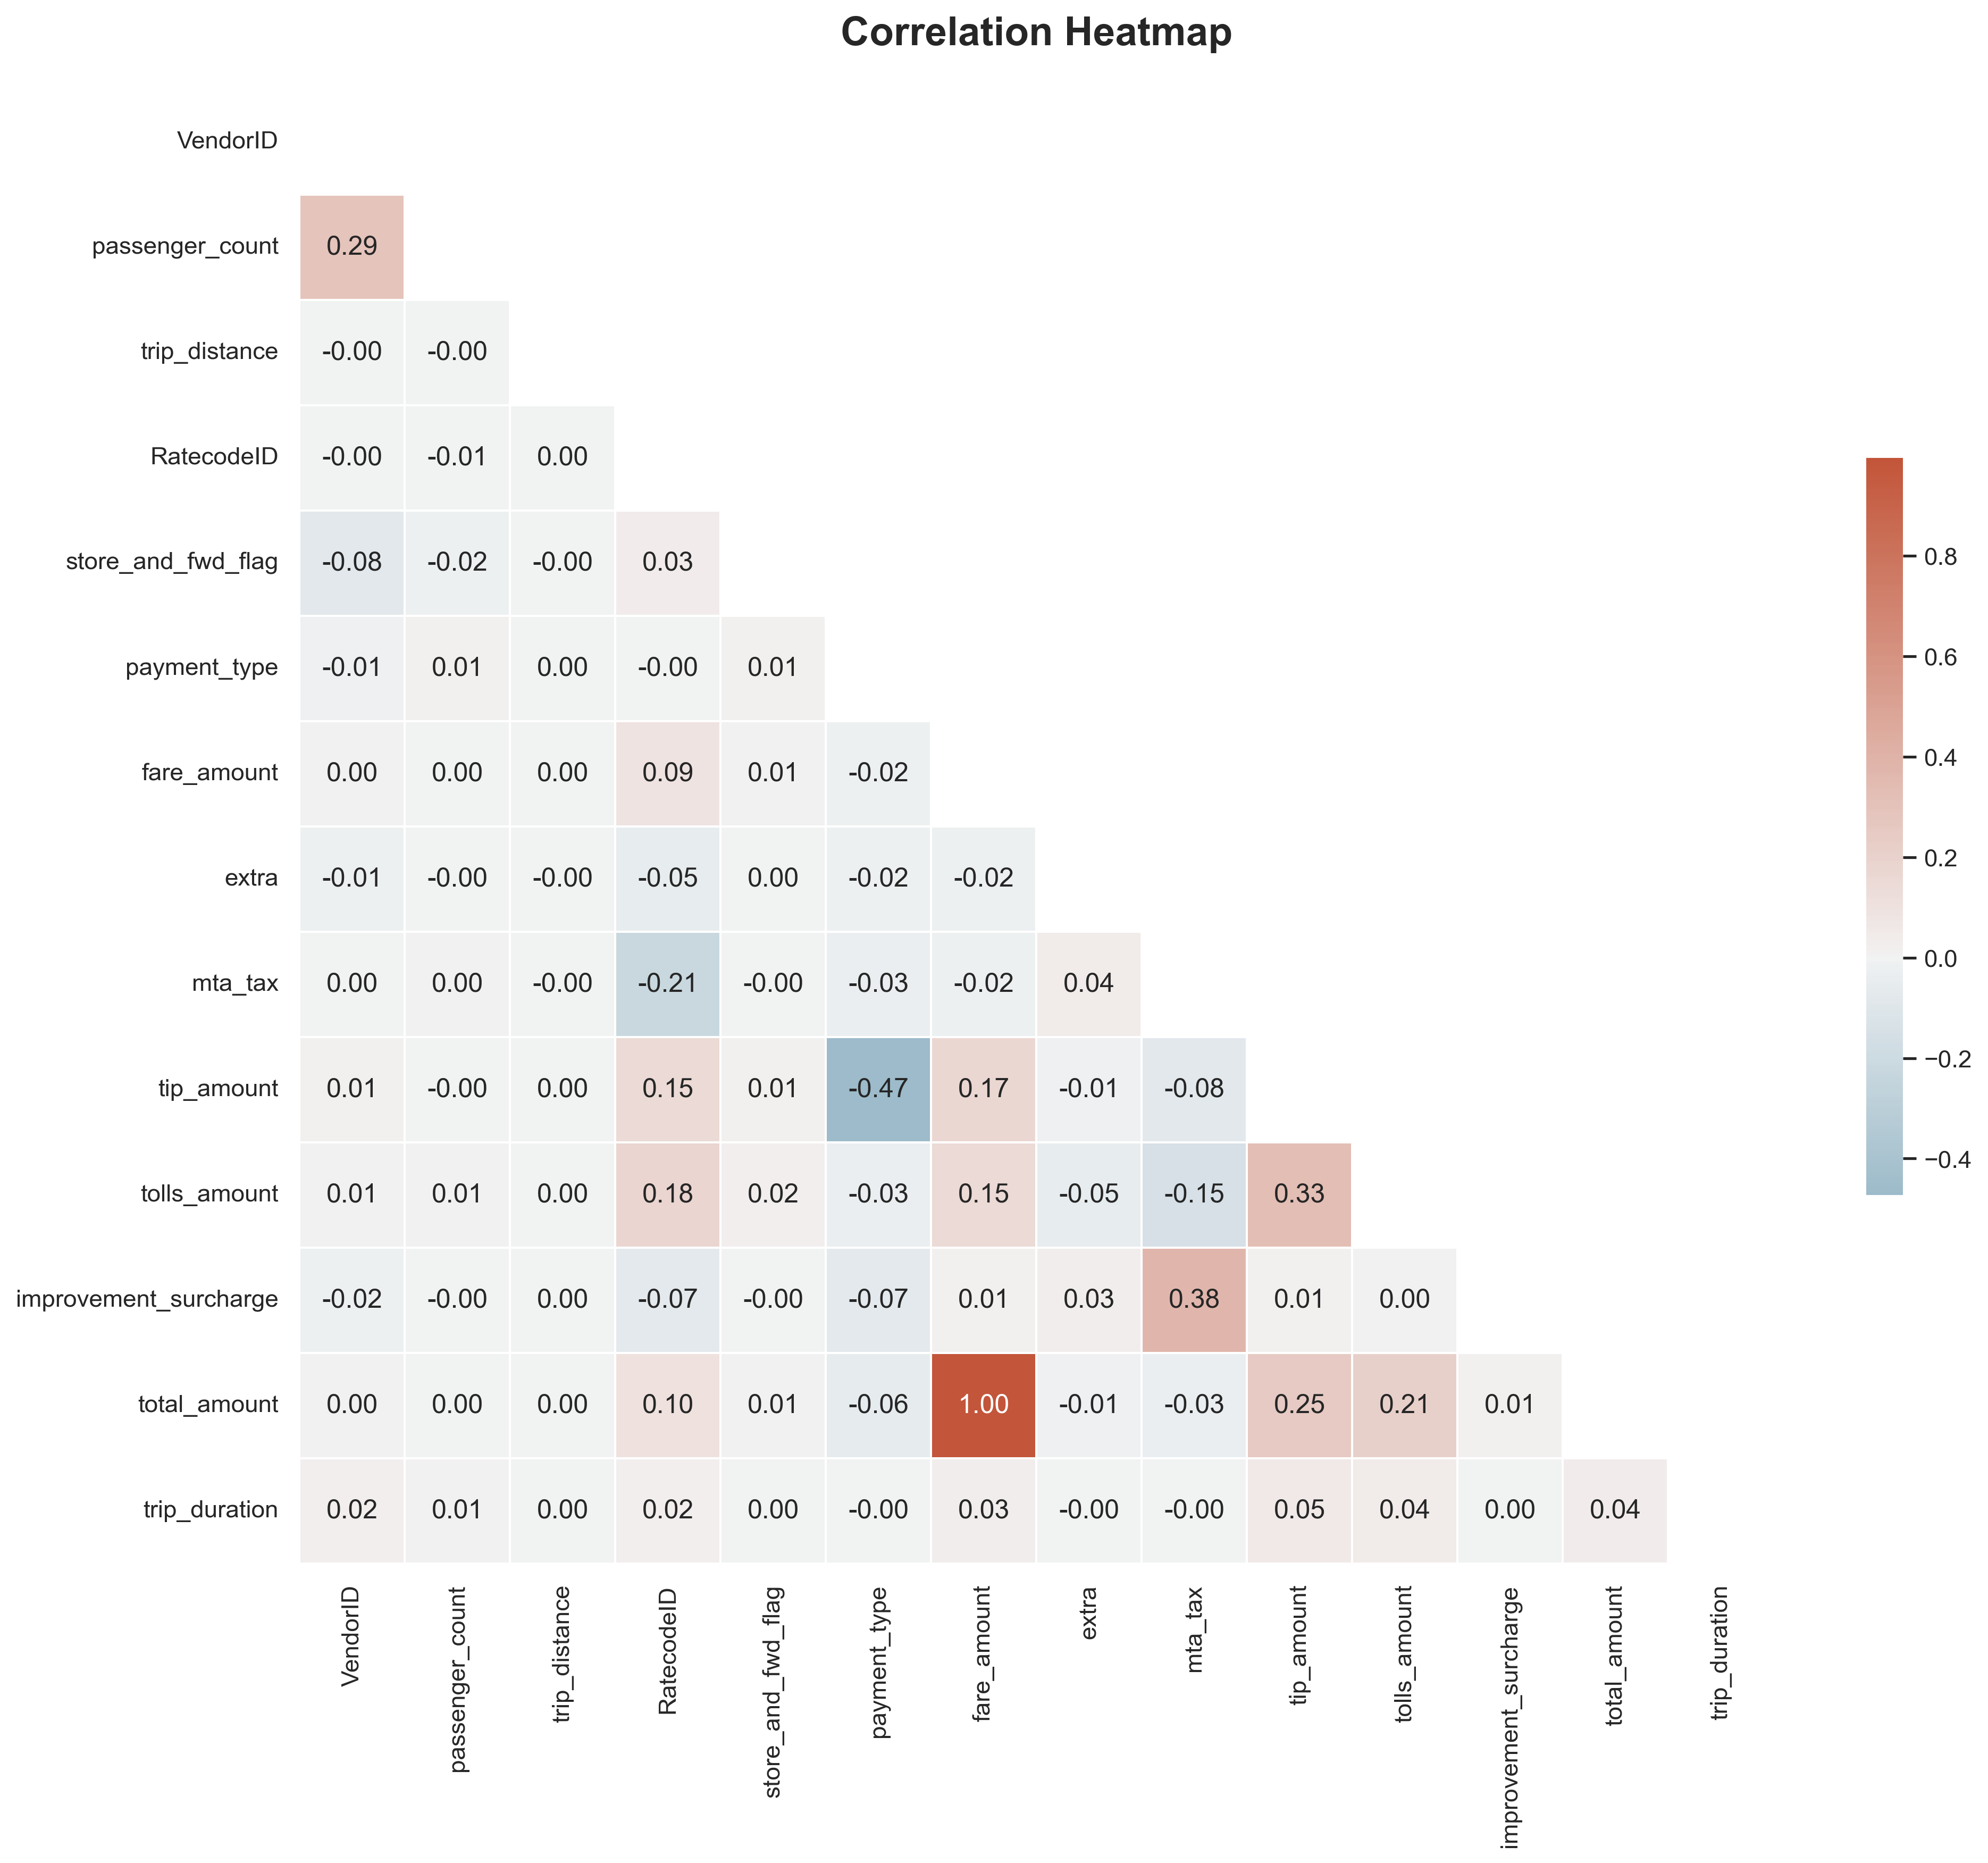 Correlation Heatmap
VendorID
passenger_count 0.29
trip_distance -0.00 -0.00
RatecodeID -0.00 -0.01 0.00
store_and_fwd_flag -0.08 -0.02 -0.00 0.03
payment_type -0.01 0.01 0.00 -0.00 0.01
fare_amount 0.00 0.00 0.00 0.09 0.01 -0.02
extra -0.01 -0.00 -0.00 -0.05 0.00 -0.02 -0.02
mta_tax 0.00 0.00 -0.00 -0.21 -0.00 -0.03 -0.02 0.04
tip_amount 0.01 -0.00 0.00 0.15 0.01 -0.47 0.17 -0.01 -0.08
tolls_amount 0.01 0.01 0.00 0.18 0.02 -0.03 0.15 -0.05 -0.15 0.33
improvement_surcharge -0.02 -0.00 0.00 -0.07 -0.00 -0.07 0.01 0.03 0.38 0.01 0.00
total_amount 0.00 0.00 0.00 0.10 0.01 -0.06 1.00 -0.01 -0.03 0.25 0.21 0.01
trip_duration 0.02 0.01 0.00 0.02 0.00 -0.00 0.03 -0.00 -0.00 0.05 0.04 0.00 0.04
VendorID
passenger_count
trip_distance
RatecodeID
store_and_fwd_flag
payment_type
fare_amount
extra
mta_tax
tip_amount
tolls_amount
improvement_surcharge
total_amount
trip_duration
0.8
0.6
0.4
0.2
0.0
−0.2
−0.4